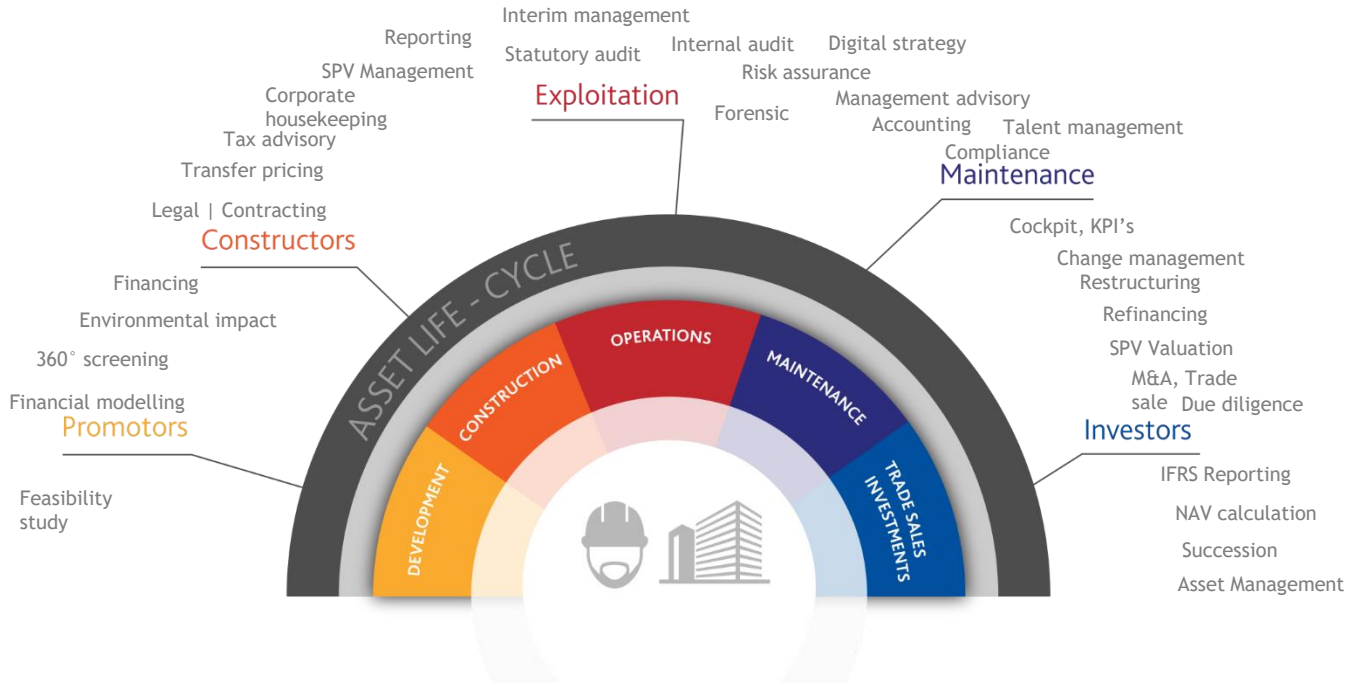 Interim management
Reporting
Statutory audit
Internal audit
Digital strategy
SPV Management
Risk assurance
Exploitation
Corporate
housekeeping
Management advisory
Forensic
Accounting
Talent management
Tax advisory
Compliance
Transfer pricing
Maintenance
Legal | Contracting
Constructors
Cockpit, KPI’s
Change management
Restructuring
Financing
Environmental impact
Refinancing
360° screening
SPV Valuation
M&A, Trade
sale
Due diligence
Financial modelling
Promotors
Investors
Feasibility
study
IFRS Reporting
NAV calculation
Succession
Asset Management
ASSET LIFE - CYCLE
DEVELOPMENT
CONSTRUCTION
OPERATIONS
MAINTENANCE
TRADE SALES
INVESTMENTS